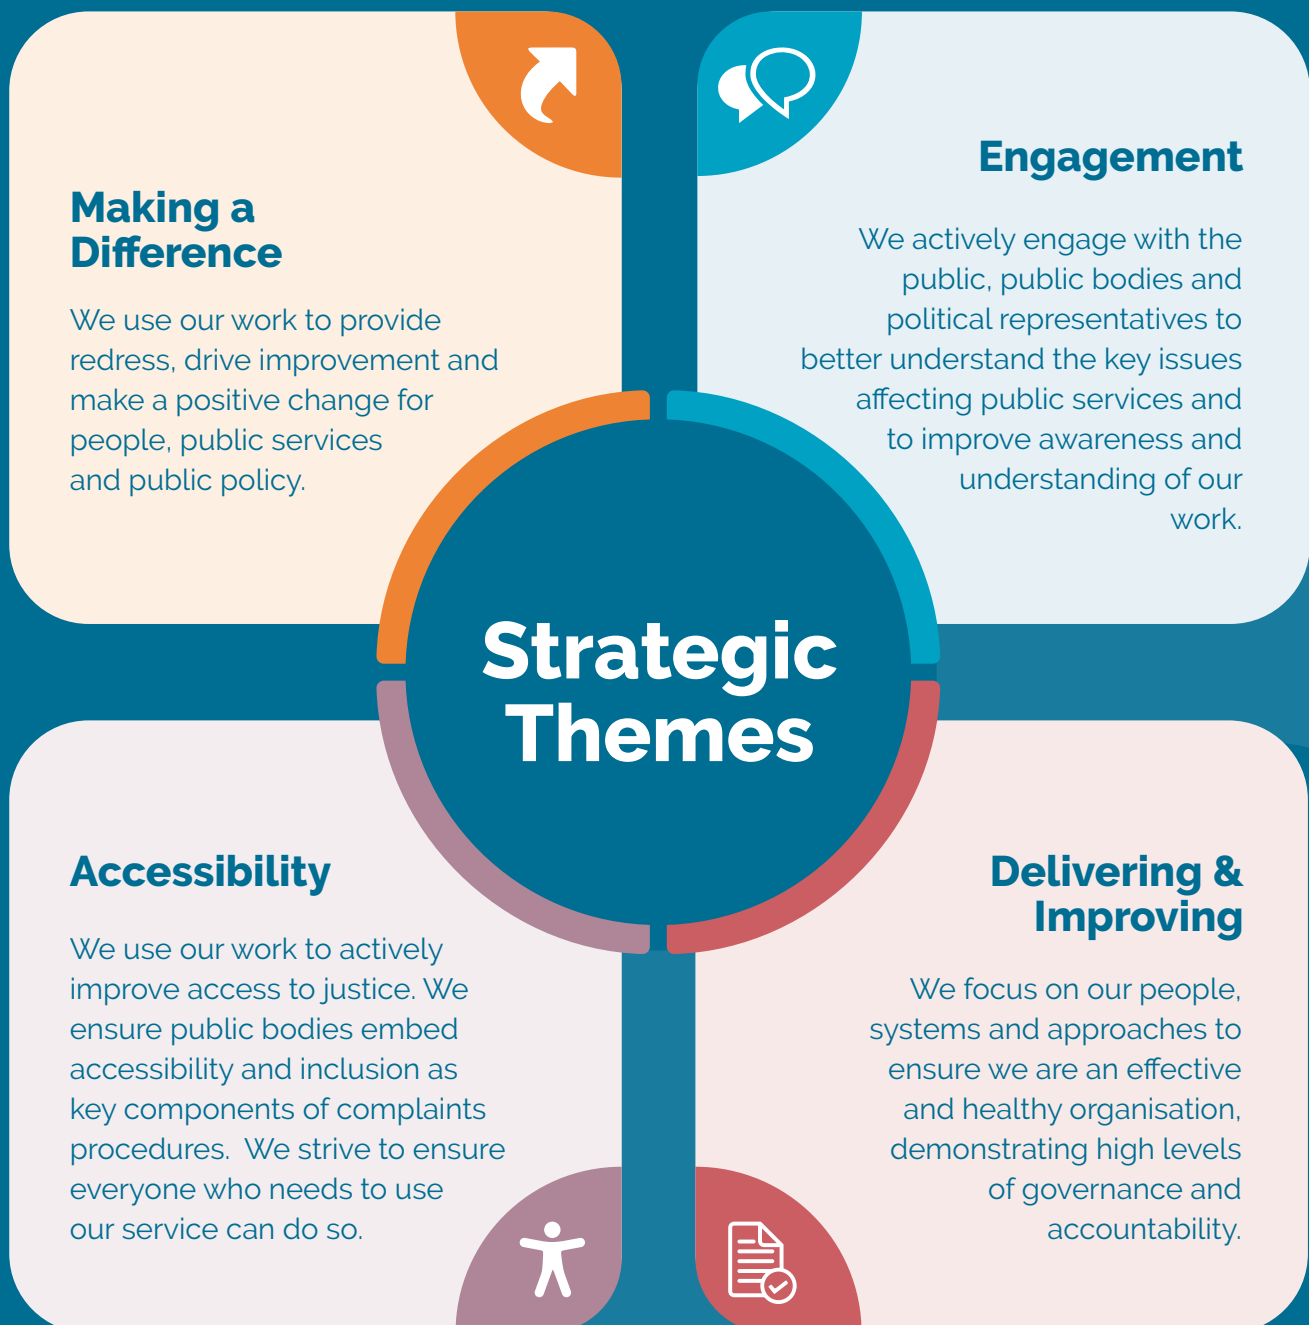 Making a
Difference
We use our work to provide
redress, drive improvement and
make a positive change for
people, public services
and public policy.
Engagement
We actively engage with the
public, public bodies and
political representatives to
better understand the key issues
affecting public services and
to improve awareness and
understanding of our
work.
Strategic
Themes
Accessibility
We use our work to actively
improve access to justice. We
ensure public bodies embed
accessibility and inclusion as
key components of complaints
procedures.  We strive to ensure
everyone who needs to use
our service can do so.
Delivering &
Improving
We focus on our people,
systems and approaches to
ensure we are an effective
and healthy organisation,
demonstrating high levels
of governance and
accountability.